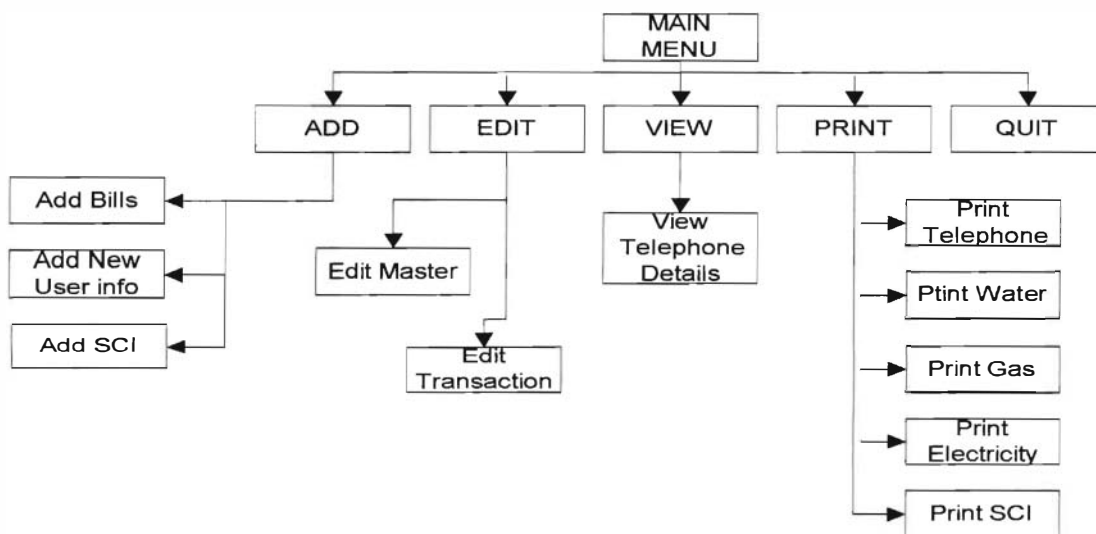 MAIN
MENU
ADD
EDIT
VIEW
PRINT
QUIT
Add Bills
Add New
User info
Add SCI
Edit Master
Edit
Transaction
View
Telephone
Details
Print
Telephone
Ptint Water
Print Gas
Print
Electricity
Print SCI